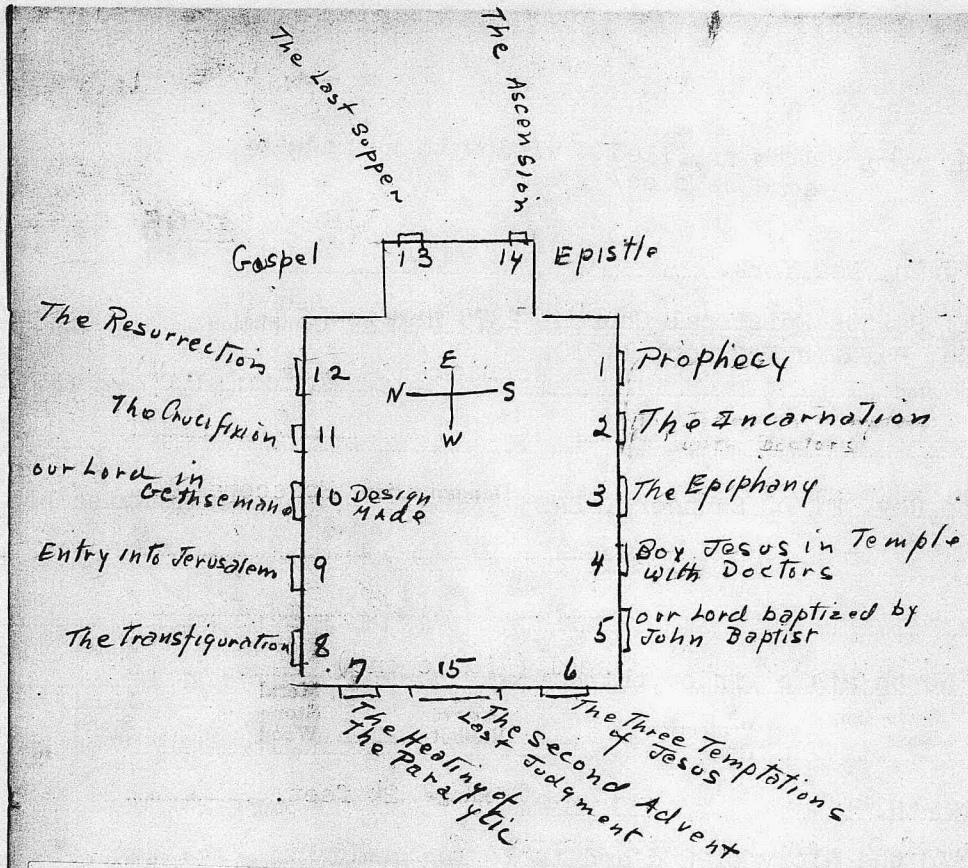 The Last Supper
The Ascension
Gospel
13
14
Epistle
The Resurrection
12
E
N
S
W
1
Prophecy
The Crucifixion
11
2
The Incarnation
Doctors
our Lord in
Gethsemane
10 Design
Made
3
The Epiphany
Entry into Jerusalem
9
4
Boy Jesus in Temple
with Doctors
The Transfiguration
8
5
our Lord baptized by
John Baptist
7
15
6
The Healing of
The Paralytic
The Second Advent
Last Judgment
The Three Temptations
of Jesus